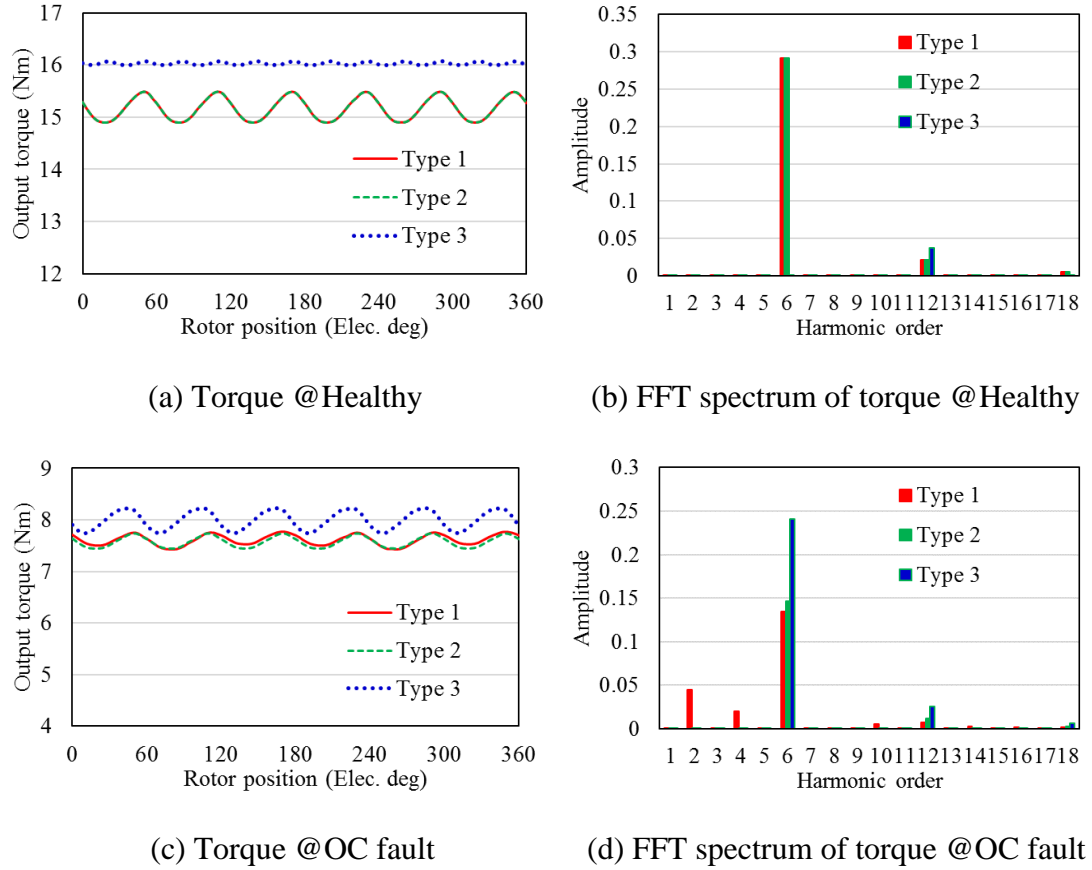 17
16
15
14
13
12
Output torque (Nm)
Type 1
Type 2
Type 3
0 60 120 180 240 300 360
Rotor position (Elec. deg)
(a) Torque @Healthy
0.35
0.3
0.25
0.2
0.15
0.1
0.05
0
Amplitude
Type 1
Type 2
Type 3
1 2 3 4 5 6 7 8 9 10 11 12 13 14 15 16 17 18
Harmonic order
(b) FFT spectrum of torque @Healthy
9
8
7
6
5
4
Output torque (Nm)
Type 1
Type 2
Type 3
0 60 120 180 240 300 360
Rotor position (Elec. deg)
(c) Torque @OC fault
0.3
0.25
0.2
0.15
0.1
0.05
0
Amplitude
Type 1
Type 2
Type 3
1 2 3 4 5 6 7 8 9 10 11 12 13 14 15 16 17 18
Harmonic order
(d) FFT spectrum of torque @OC fault